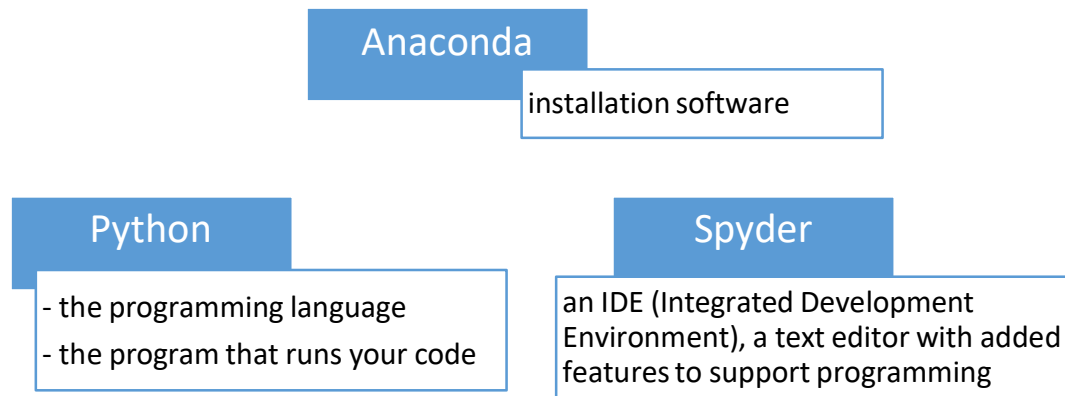 Anaconda
installation software
Python
- the programming language
- the program that runs your code
Spyder
an IDE (Integrated Development
Environment), a text editor with added
features to support programming